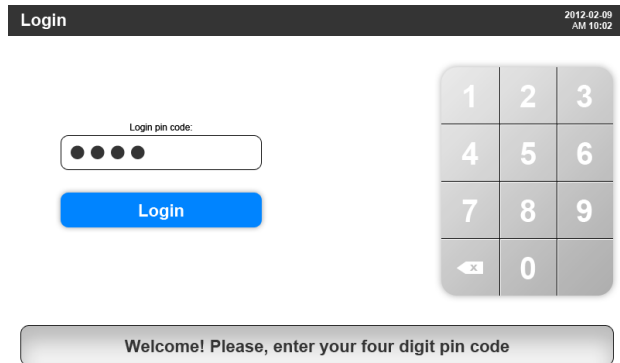 Login
2012-02-09
AM 10:02
Login pin code:
Login
1 2 3
4 5 6
7 8 9
x 0
Welcome! Please, enter your four digit pin code